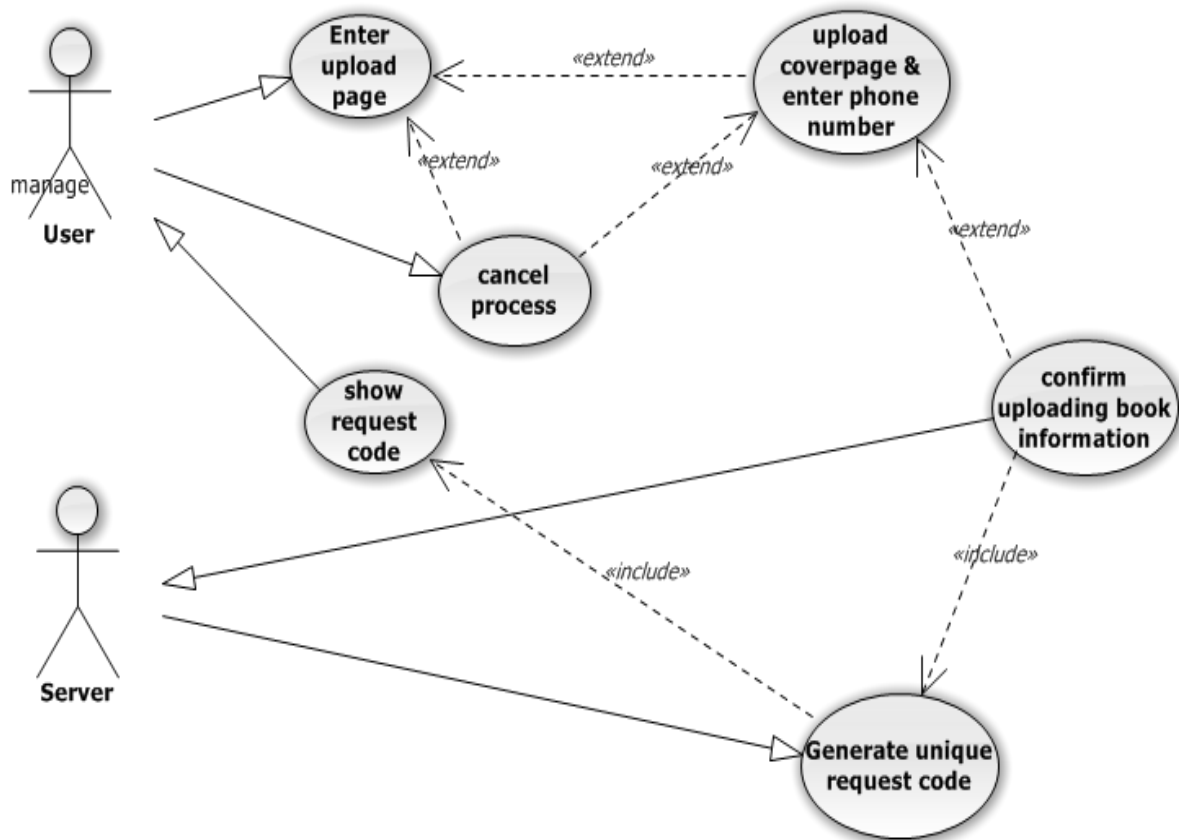 Enter
upload
page
«extend»
upload
coverpage &
enter phone
number
«extend»
«extend»
manage
User
«extend»
cancel
process
show
request
code
confirm
uploading book
information
«include»
«include»
Server
Generate unique
request code